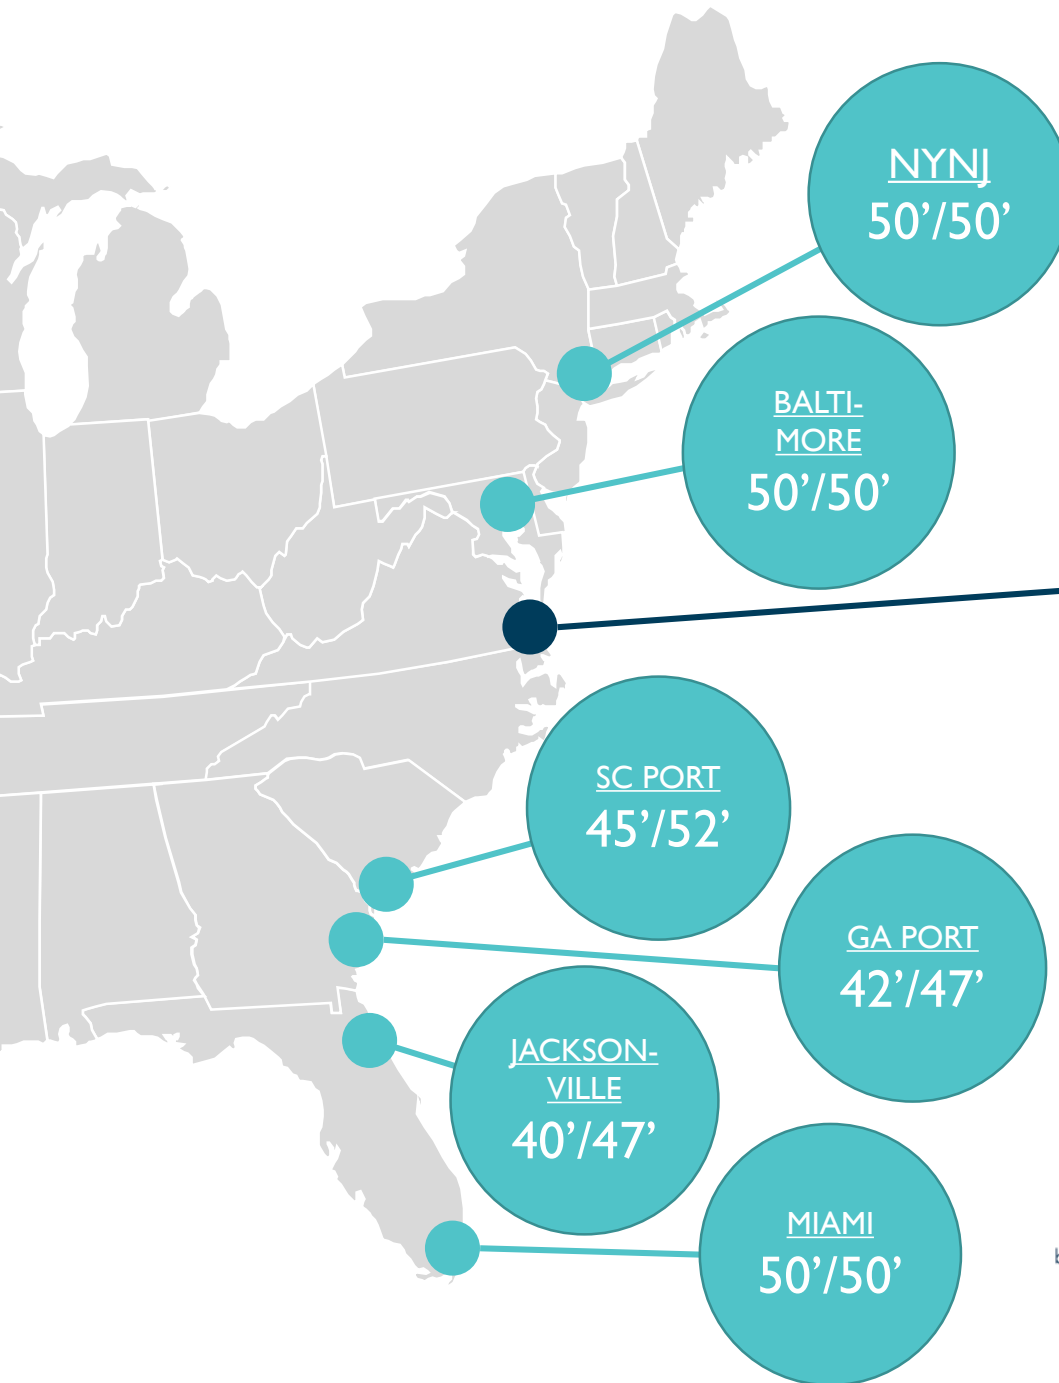 NYNJ
50’/50’
BALTI-
MORE
50’/50’
SC PORT
45’/52’
GA PORT
42’/47’
JACKSON-
VILLE
40’/47’
MIAMI
50’/50’